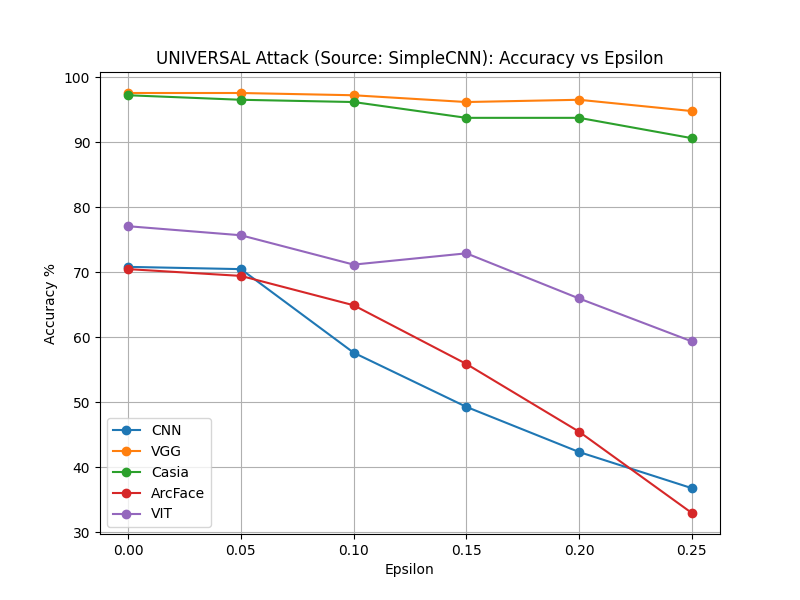 UNIVERSAL Attack (Source: SimpleCNN): Accuracy vs Epsilon
100
90
80
70
60
50
40
30
Accuracy %
CNN
VGG
Casia
ArcFace
VIT
0.00 0.05 0.10 0.15 0.20 0.25
Epsilon